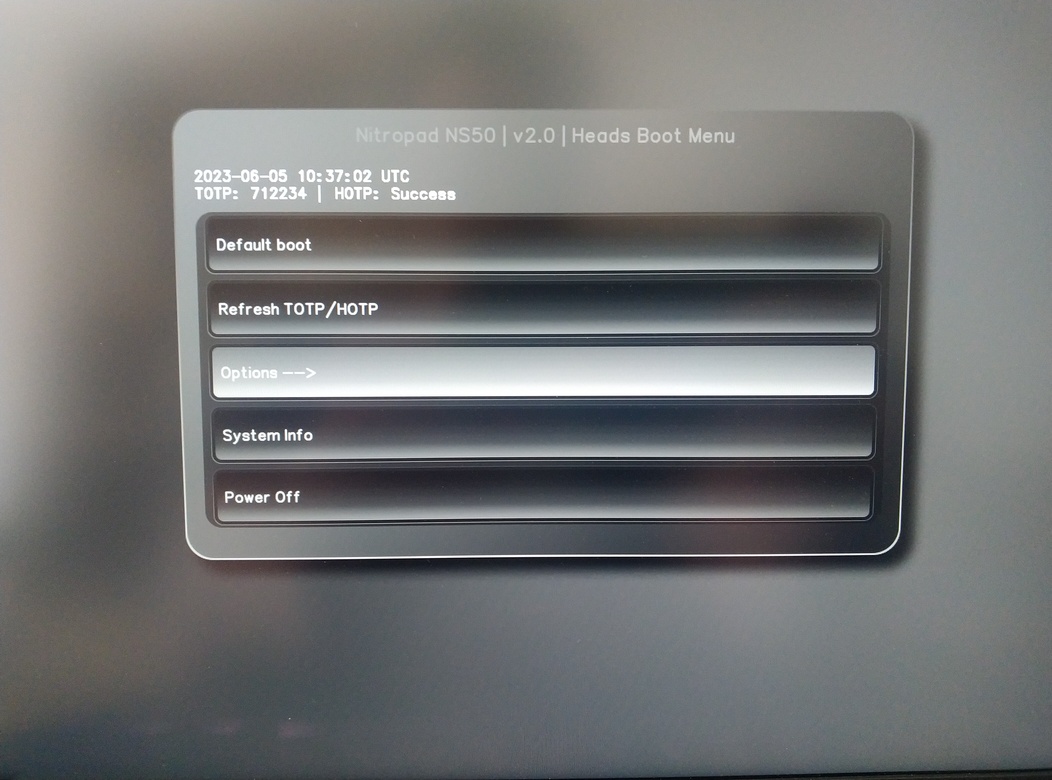 Nitropad NS50 | v2.0 | Heads Boot Menu
2023-06-05 10:37:02 UTC
TOTP: 712234 | HOTP: Success
Default boot
Refresh TOTP/HOTP
Options -->
System Info
Power Off